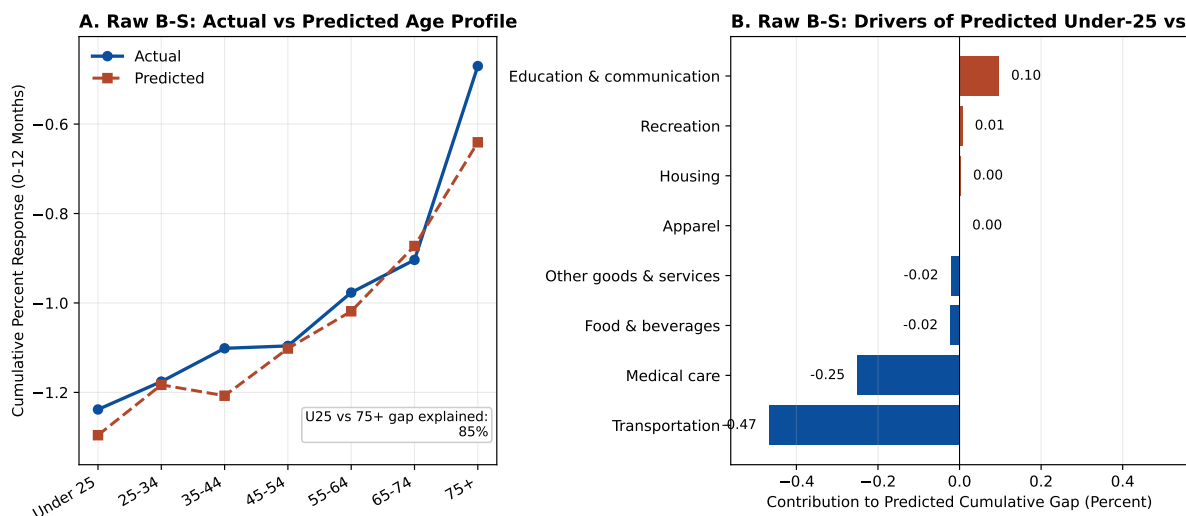 A. Raw B-S: Actual vs Predicted Age Profile
Actual
Predicted
Cumulative Percent Response (0-12 Months)
−0.6
−0.8
−1.0
−1.2
U25 vs 75+ gap explained:
85%
Under 25
25-34
35-44
45-54
55-64
65-74
75+
B. Raw B-S: Drivers of Predicted Under-25 vs
Education & communication
Recreation
Housing
Apparel
Other goods & services
Food & beverages
Medical care
Transportation
0.10
0.01
0.00
0.00
-0.02
-0.02
-0.25
-0.47
−0.4
−0.2
0.0
0.2
0.4
Contribution to Predicted Cumulative Gap (Percent)